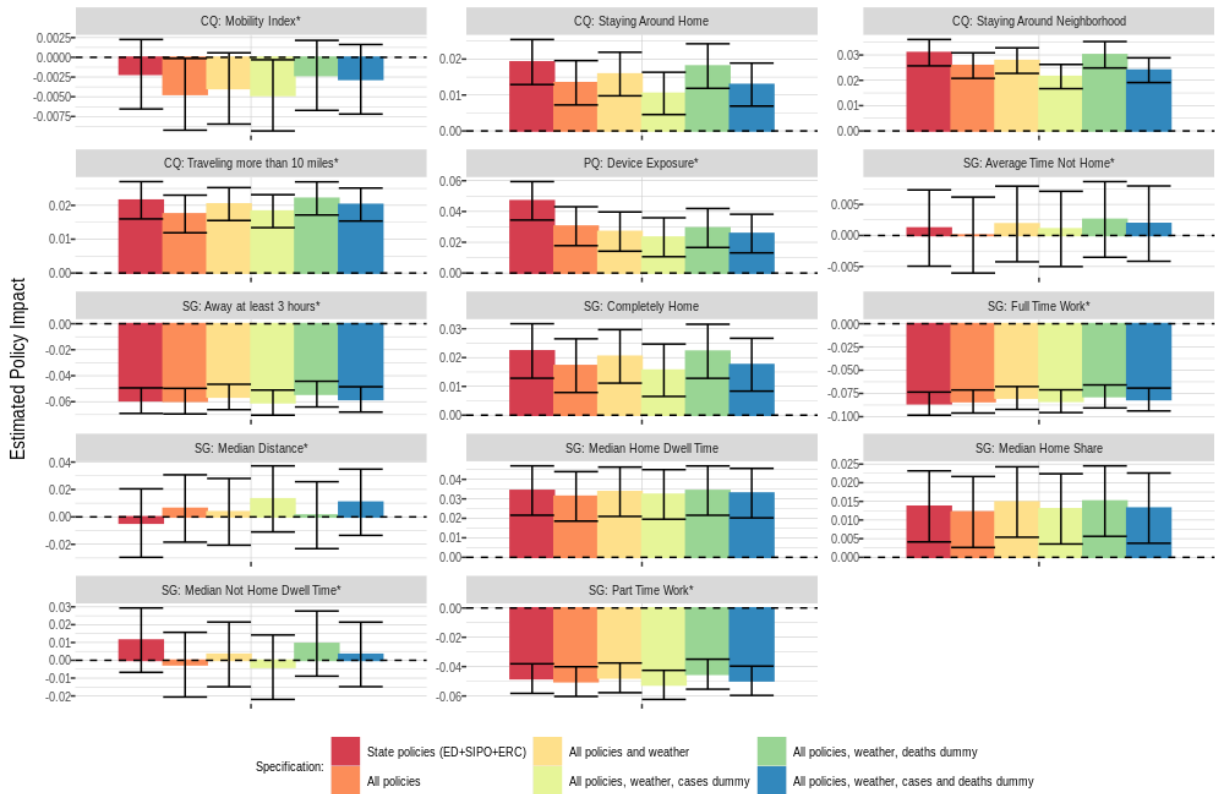 CQ: Mobility Index*
0.0025
0.0000
-0.0025
-0.0050
-0.0075
CQ: Staying Around Home
0.02
0.01
0.00
CQ: Staying Around Neighborhood
0.03
0.02
0.01
0.00
CQ: Traveling more than 10 miles*
0.02
0.01
0.00
PQ: Device Exposure*
0.06
0.04
0.02
0.00
SG: Average Time Not Home*
0.005
0.000
-0.005
Estimated Policy Impact
SG: Away at least 3 hours*
0.00
-0.02
-0.04
-0.06
SG: Completely Home
0.03
0.02
0.01
0.00
SG: Full Time Work*
0.000
-0.025
-0.050
-0.075
-0.100
SG: Median Distance*
0.04
0.02
0.00
-0.02
SG: Median Home Dwell Time
0.04
0.03
0.02
0.01
0.00
SG: Median Home Share
0.025
0.020
0.015
0.010
0.005
0.000
SG: Median Not Home Dwell Time*
0.03
0.02
0.01
0.00
-0.01
-0.02
SG: Part Time Work*
0.00
-0.02
-0.04
-0.06
Specification:
State policies (ED+SIPO+ERC)
All policies
All policies and weather
All policies, weather, cases dummy
All policies, weather, deaths dummy
All policies, weather, cases and deaths dummy